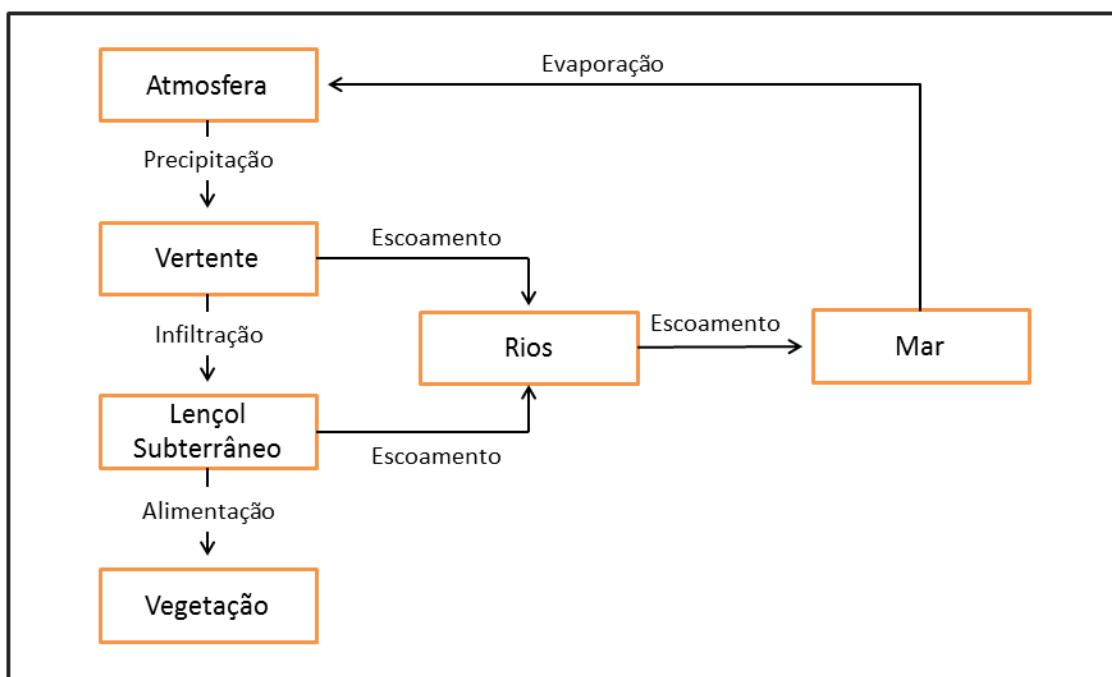 Evaporação
Atmosfera
Precipitação
Escoamento
Vertente
Escoamento
Infiltração
Rios
Mar
Lençol
Subterrâneo
Escoamento
Alimentação
Vegetação